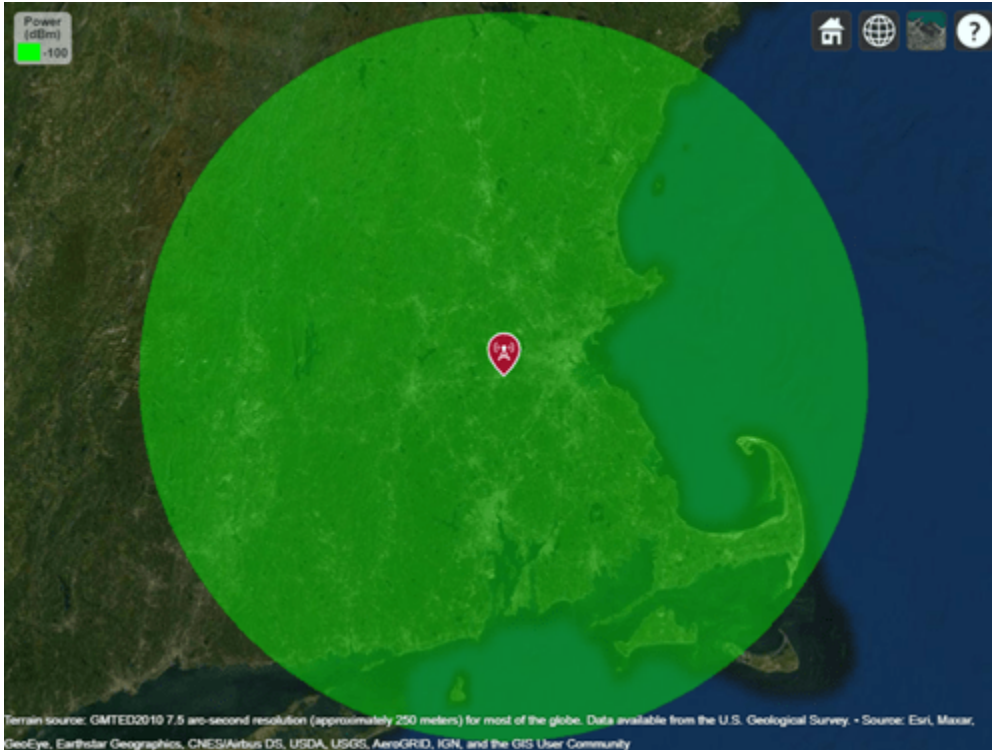 Power
(dBm)
-100
?
Terrain source: GMTED2010 7.5 arc-second resolution (approximately 250 meters) for most of the globe. Data available from the U.S. Geological Survey. • Source: Esri, Maxar,
GeoEye, Earthstar Geographics, CNES/Airbus DS, USDA, USGS, AeroGRID, IGN, and the GIS User Community